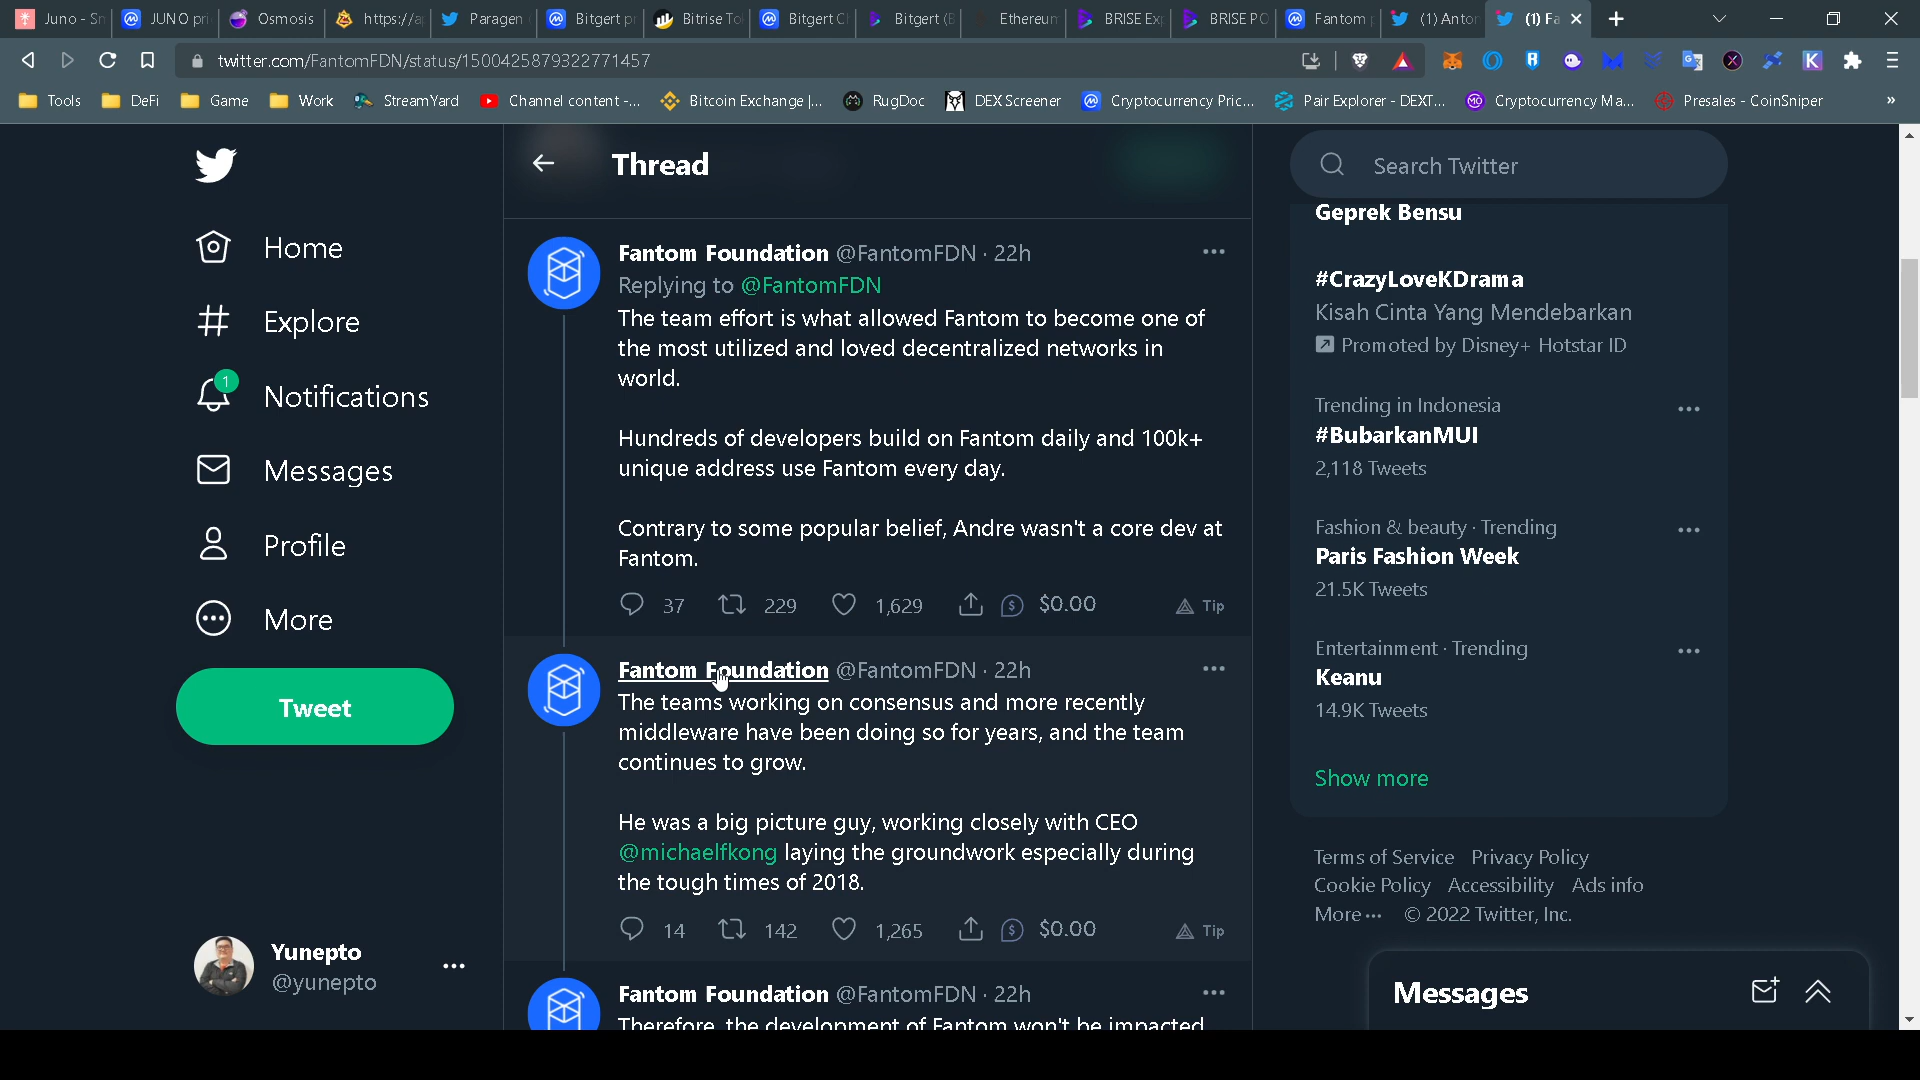 Juno - Sn
JUNO pri
Osmosis
https://a
Paragen
Bitgert pr
Bitrise To
Bitgert C
Bitgert (B
Ethereum
BRISE Ex
BRISE PO
Fantom p
(1) Anton
(1) Fa
twitter.com/FantomFDN/status/1500425879322771457
Tools
DeFi
Game
Work
StreamYard
Channel content -...
Bitcoin Exchange |...
RugDoc
DEX Screener
Cryptocurrency Pric...
Pair Explorer - DEXT...
Cryptocurrency Ma...
Presales - CoinSniper
»
Home
Explore
1
Notifications
Messages
Profile
More
Tweet
Yunepto
@yunepto
Thread
Fantom Foundation @FantomFDN · 22h
Replying to @FantomFDN
The team effort is what allowed Fantom to become one of
the most utilized and loved decentralized networks in
world.
Hundreds of developers build on Fantom daily and 100k+
unique address use Fantom every day.
Contrary to some popular belief, Andre wasn't a core dev at
Fantom.
37 229 1,629 $0.00 Tip
Fantom Foundation @FantomFDN · 22h
The teams working on consensus and more recently
middleware have been doing so for years, and the team
continues to grow.
He was a big picture guy, working closely with CEO
@michaelfkong laying the groundwork especially during
the tough times of 2018.
14 142 1,265 $0.00 Tip
Fantom Foundation @FantomFDN · 22h
Therefore, the development of Fantom won't be impacted
Search Twitter
Geprek Bensu
#CrazyLoveKDrama
Kisah Cinta Yang Mendebarkan
Promoted by Disney+ Hotstar ID
Trending in Indonesia
#BubarkanMUI
2,118 Tweets
Fashion & beauty · Trending
Paris Fashion Week
21.5K Tweets
Entertainment · Trending
Keanu
14.9K Tweets
Show more
Terms of Service Privacy Policy
Cookie Policy Accessibility Ads info
More ··· © 2022 Twitter, Inc.
Messages